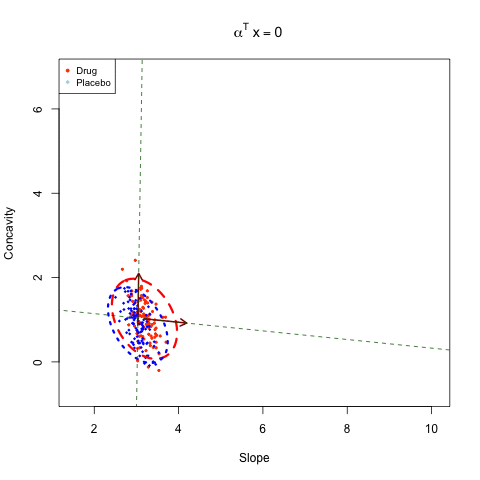 α^T x = 0
Drug
Placebo
6
4
2
0
Concavity
2 4 6 8 10
Slope